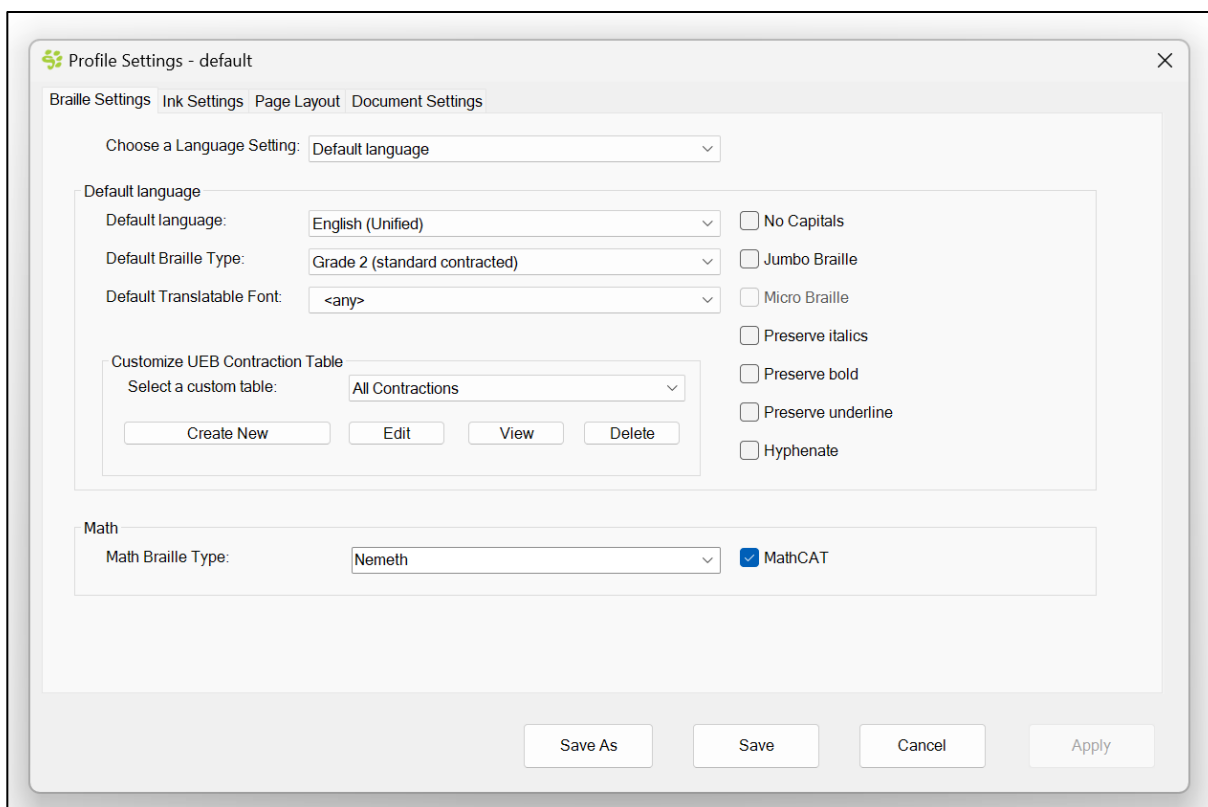 Profile Settings - default
Braille Settings Ink Settings Page Layout Document Settings
Choose a Language Setting: Default language
Default language
Default language: English (Unified) No Capitals
Default Braille Type: Grade 2 (standard contracted) Jumbo Braille
Default Translatable Font: <any> Micro Braille
Preserve italics
Customize UEB Contraction Table
Select a custom table: All Contractions Preserve bold
Preserve underline
Create New Edit View Delete
Hyphenate
Math
Math Braille Type: Nemeth MathCAT
Save As Save Cancel Apply